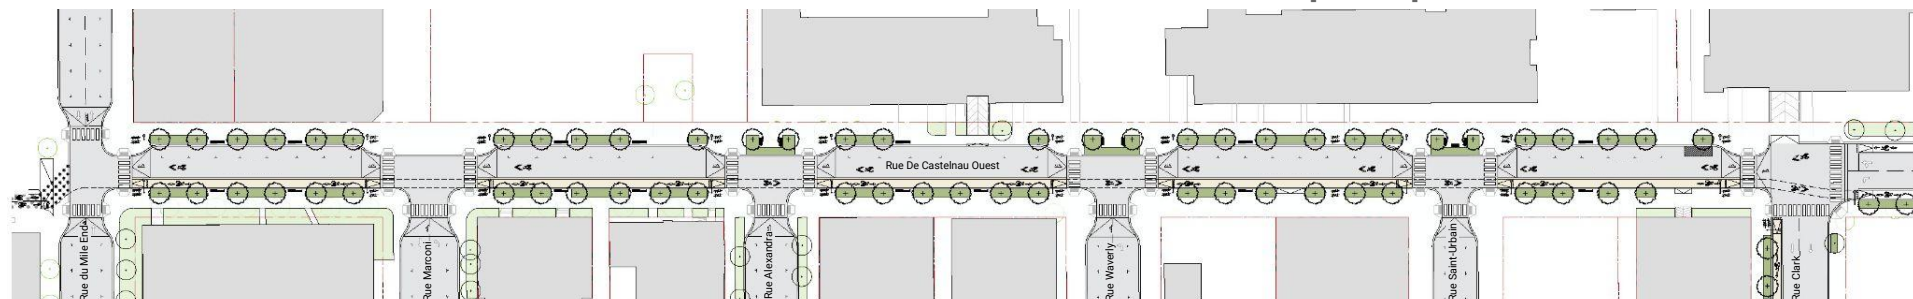 Rue De Castelnau Ouest
Rue du Mile End
Rue Marconi
Rue Alexandra
Rue Waverly
Rue Saint-Urbain
Rue Clark